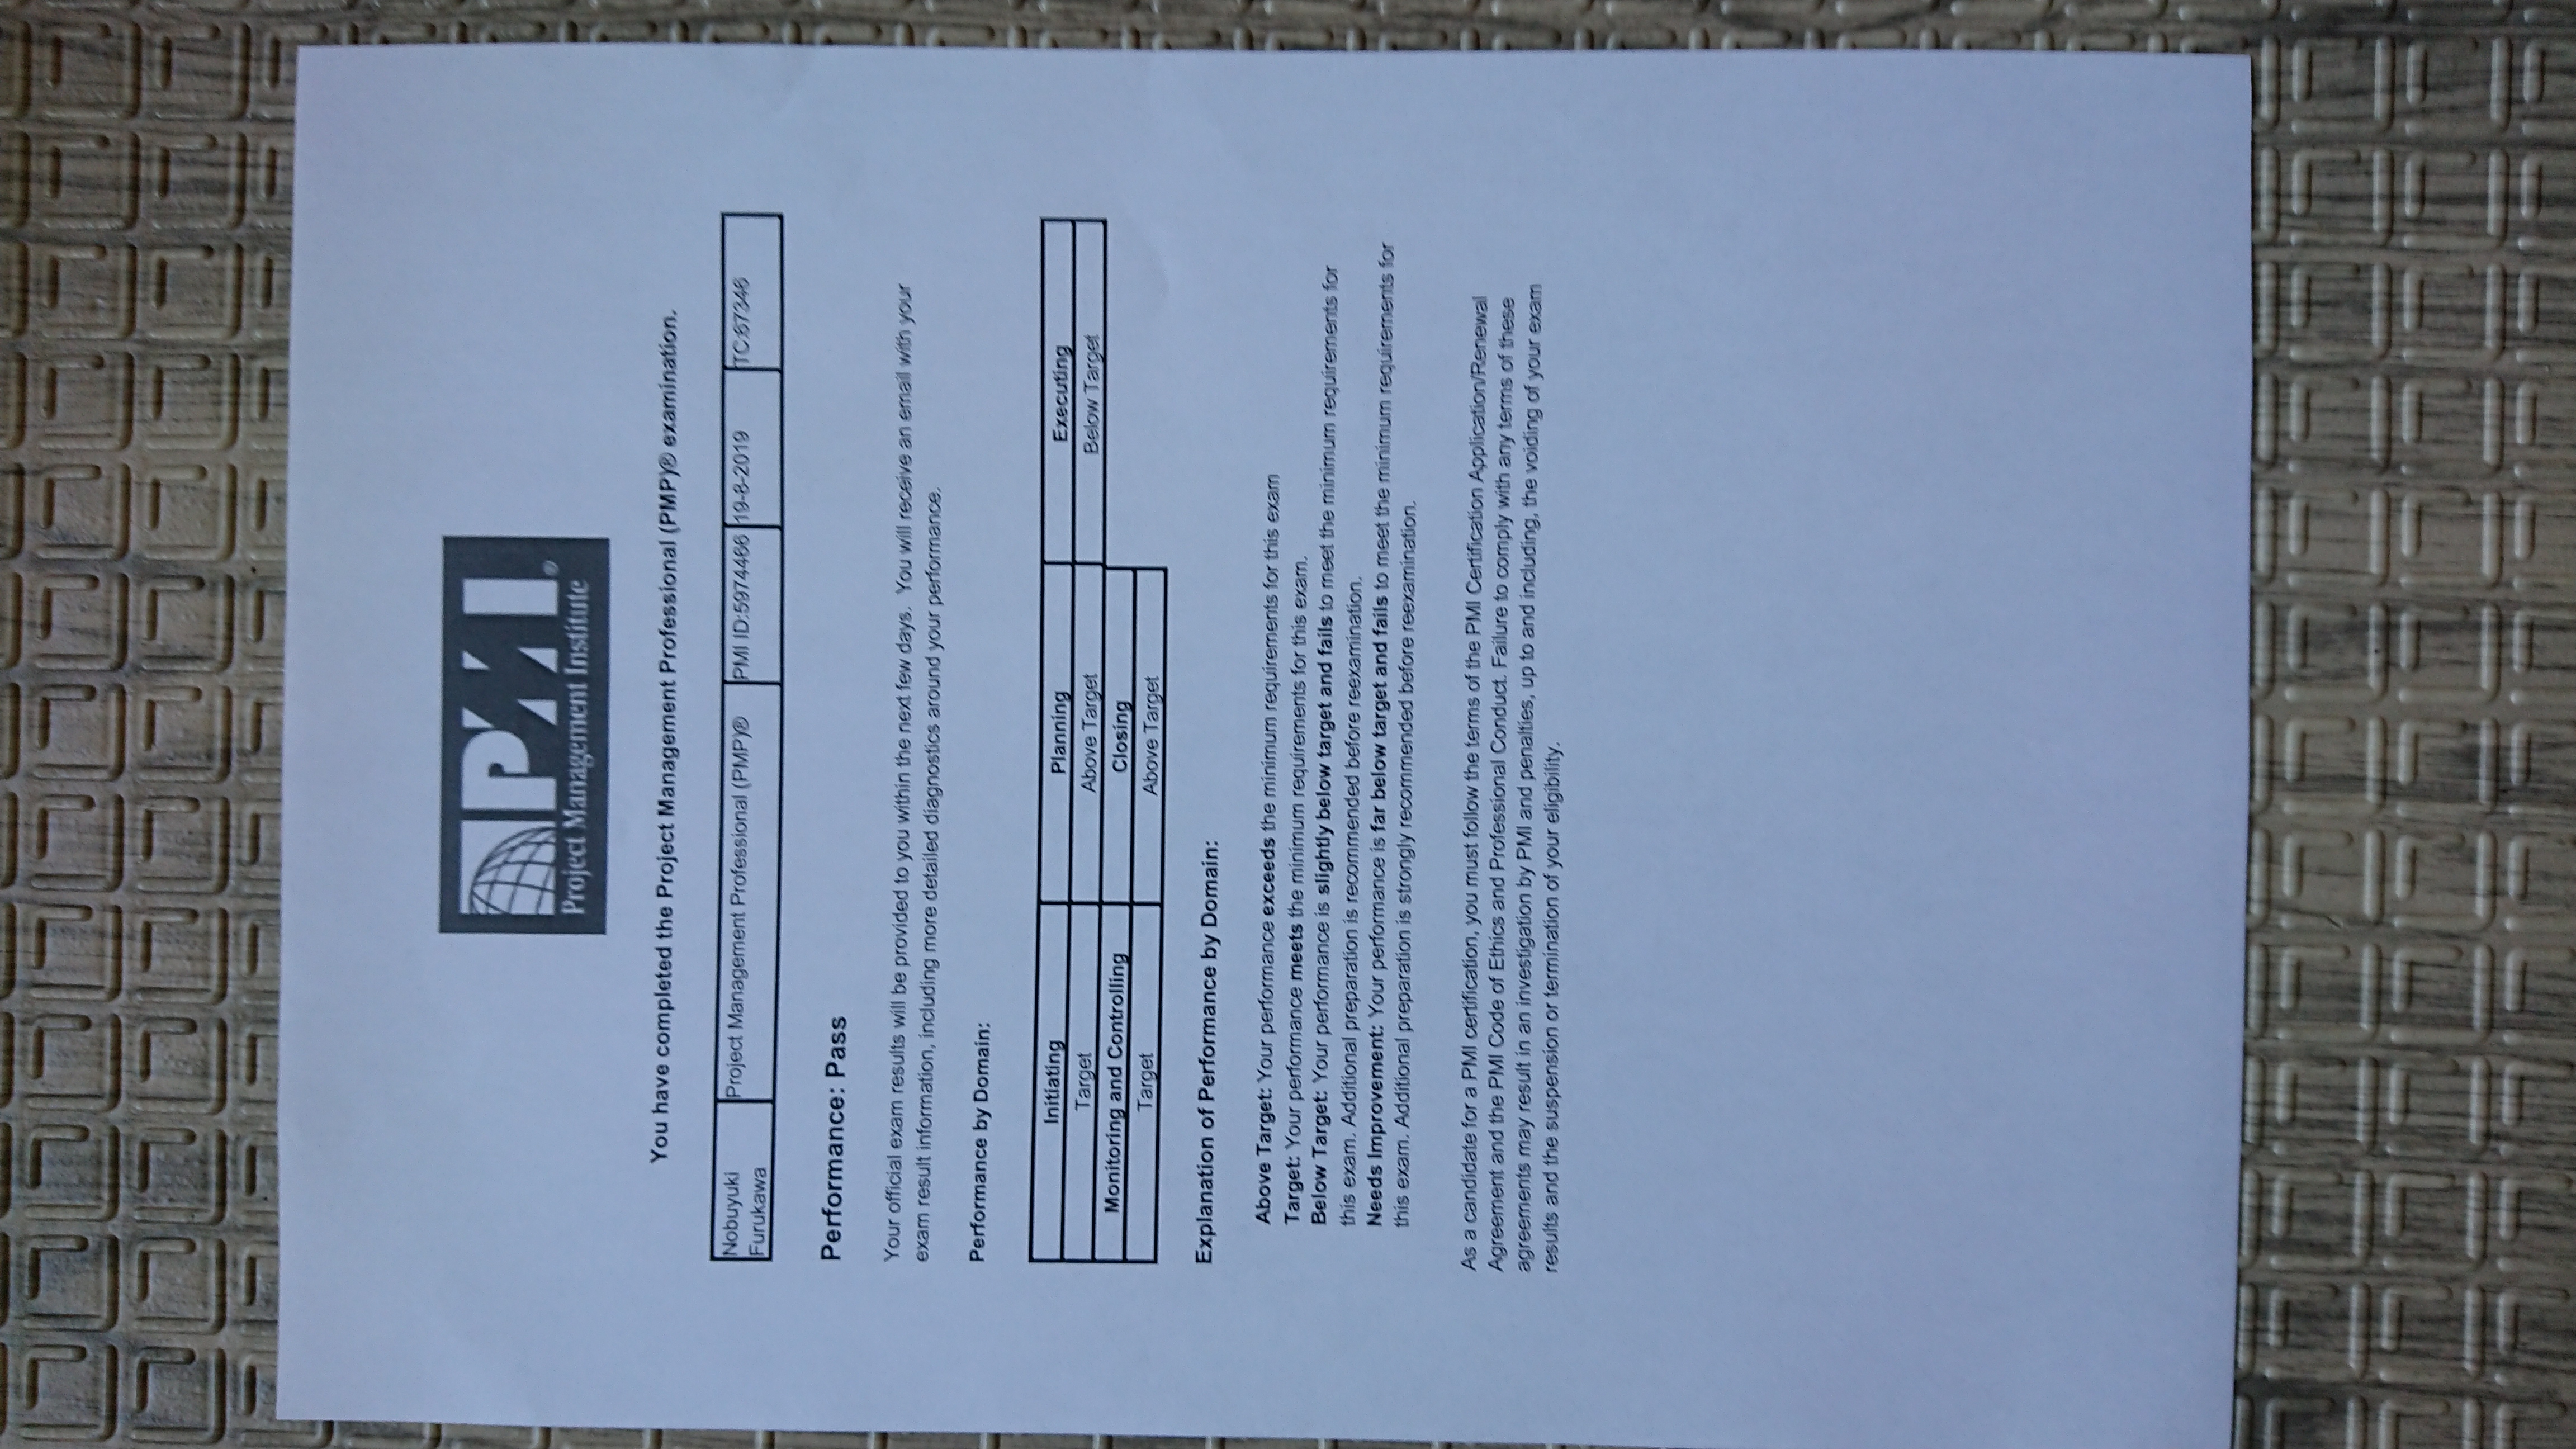 PMI®
Project Management Institute
You have completed the Project Management Professional (PMP)® examination.
Nobuyuki Furukawa Project Management Professional (PMP)® PMI ID:5974466 19-8-2019 TC:67346
Performance: Pass
Your official exam results will be provided to you within the next few days. You will receive an email with your
exam result information, including more detailed diagnostics around your performance.
Performance by Domain:
Initiating Planning Executing
Target Above Target Below Target
Monitoring and Controlling Closing
Target Above Target
Explanation of Performance by Domain:
Above Target: Your performance exceeds the minimum requirements for this exam
Target: Your performance meets the minimum requirements for this exam.
Below Target: Your performance is slightly below target and fails to meet the minimum requirements for
this exam. Additional preparation is recommended before reexamination.
Needs Improvement: Your performance is far below target and fails to meet the minimum requirements for
this exam. Additional preparation is strongly recommended before reexamination.
As a candidate for a PMI certification, you must follow the terms of the PMI Certification Application/Renewal
Agreement and the PMI Code of Ethics and Professional Conduct. Failure to comply with any terms of these
agreements may result in an investigation by PMI and penalties, up to and including, the voiding of your exam
results and the suspension or termination of your eligibility.